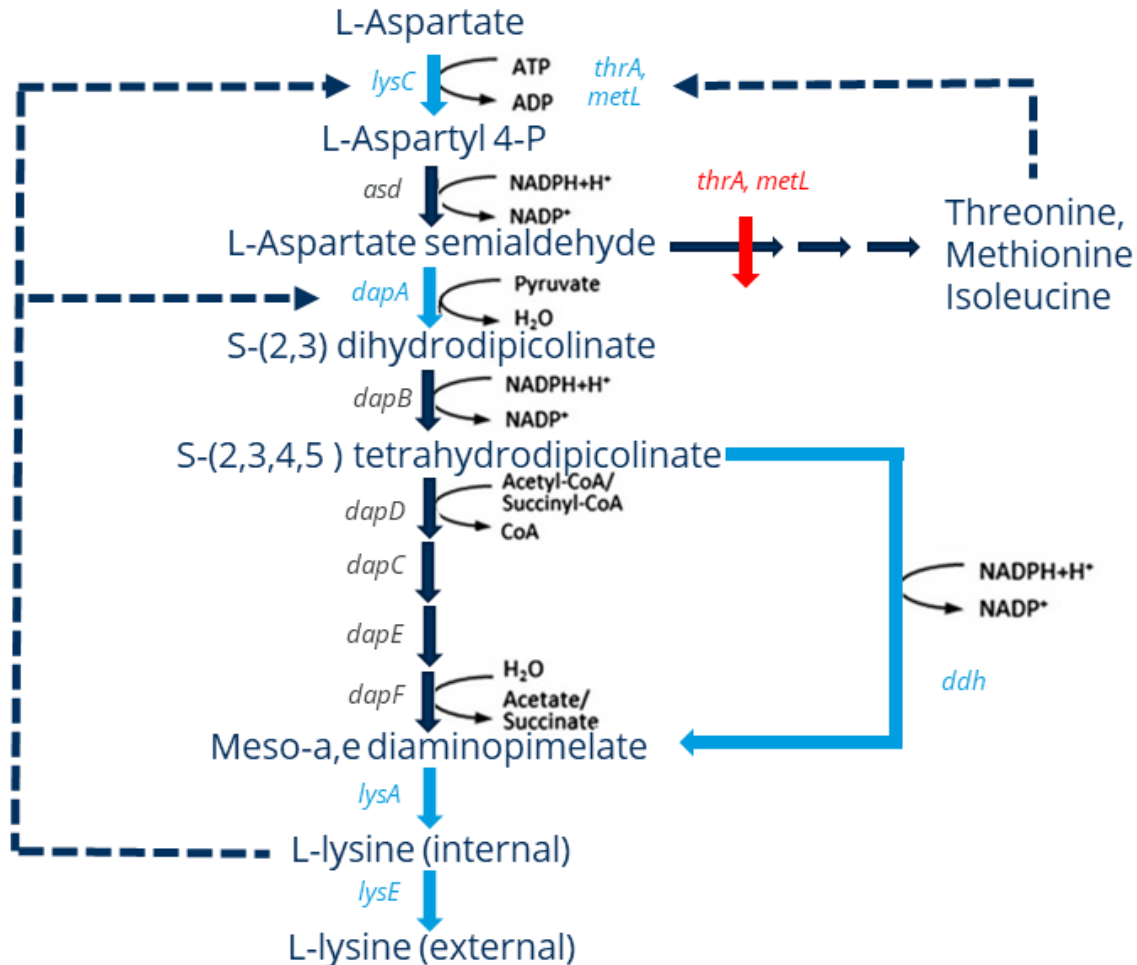 L-Aspartate
lysC
ATP
ADP
thrA,
metL
L-Aspartyl 4-P
asd
NADPH+H⁺
NADP⁺
thrA, metL
L-Aspartate semialdehyde
Threonine,
Methionine
Isoleucine
dapA
Pyruvate
H₂O
S-(2,3) dihydrodipicolinate
dapB
NADPH+H⁺
NADP⁺
S-(2,3,4,5 ) tetrahydrodipicolinate
dapD
Acetyl-CoA/
Succinyl-CoA
CoA
dapC
NADPH+H⁺
NADP⁺
dapE
dapF
H₂O
Acetate/
Succinate
ddh
Meso-a,e diaminopimelate
lysA
L-lysine (internal)
lysE
L-lysine (external)